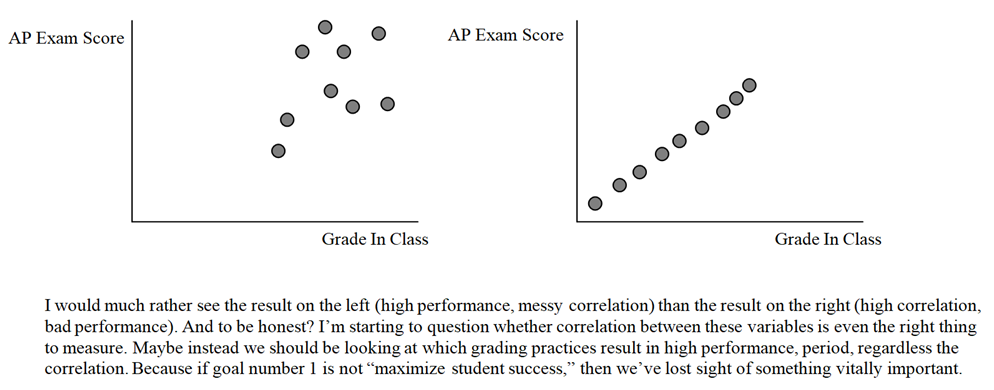 AP Exam Score
AP Exam Score
Grade In Class
Grade In Class
I would much rather see the result on the left (high performance, messy correlation) than the result on the right (high correlation,
bad performance). And to be honest? I’m starting to question whether correlation between these variables is even the right thing
to measure. Maybe instead we should be looking at which grading practices result in high performance, period, regardless the
correlation. Because if goal number 1 is not “maximize student success,” then we’ve lost sight of something vitally important.